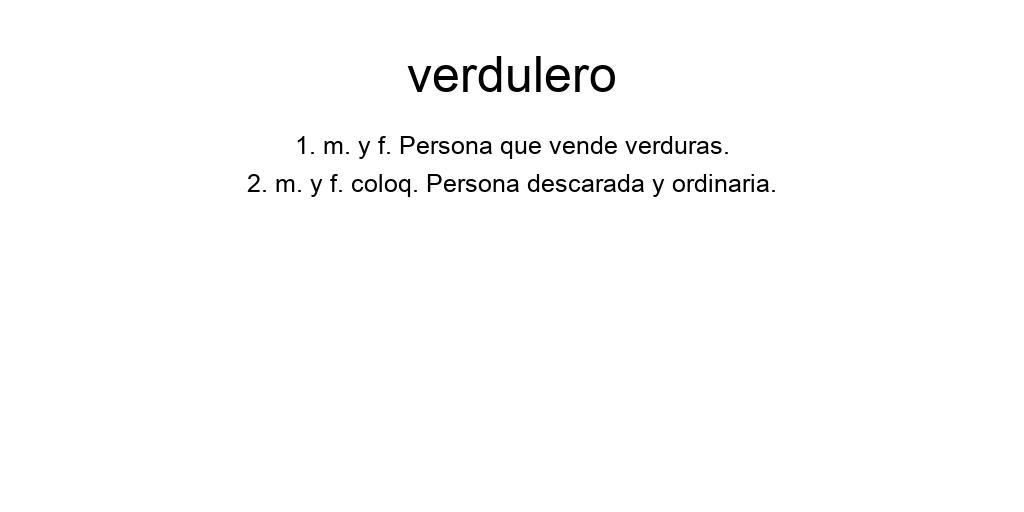 verdulero
1. m. y f. Persona que vende verduras.
2. m. y f. coloq. Persona descarada y ordinaria.